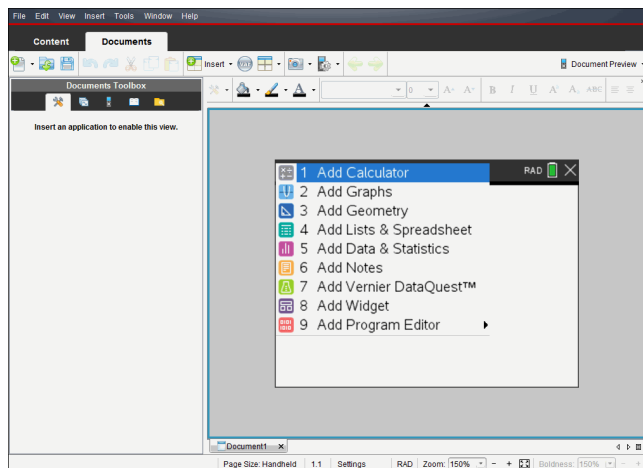 File Edit View Insert Tools Window Help
Content Documents
Insert Document Preview
Documents Toolbox
0 A A B I U A A ABC
Insert an application to enable this view.
RAD
1 Add Calculator
2 Add Graphs
3 Add Geometry
4 Add Lists & Spreadsheet
5 Add Data & Statistics
6 Add Notes
7 Add Vernier DataQuest™
8 Add Widget
9 Add Program Editor
Document1
Page Size: Handheld 1.1 Settings RAD Zoom: 150% - + Boldness: 150% - +